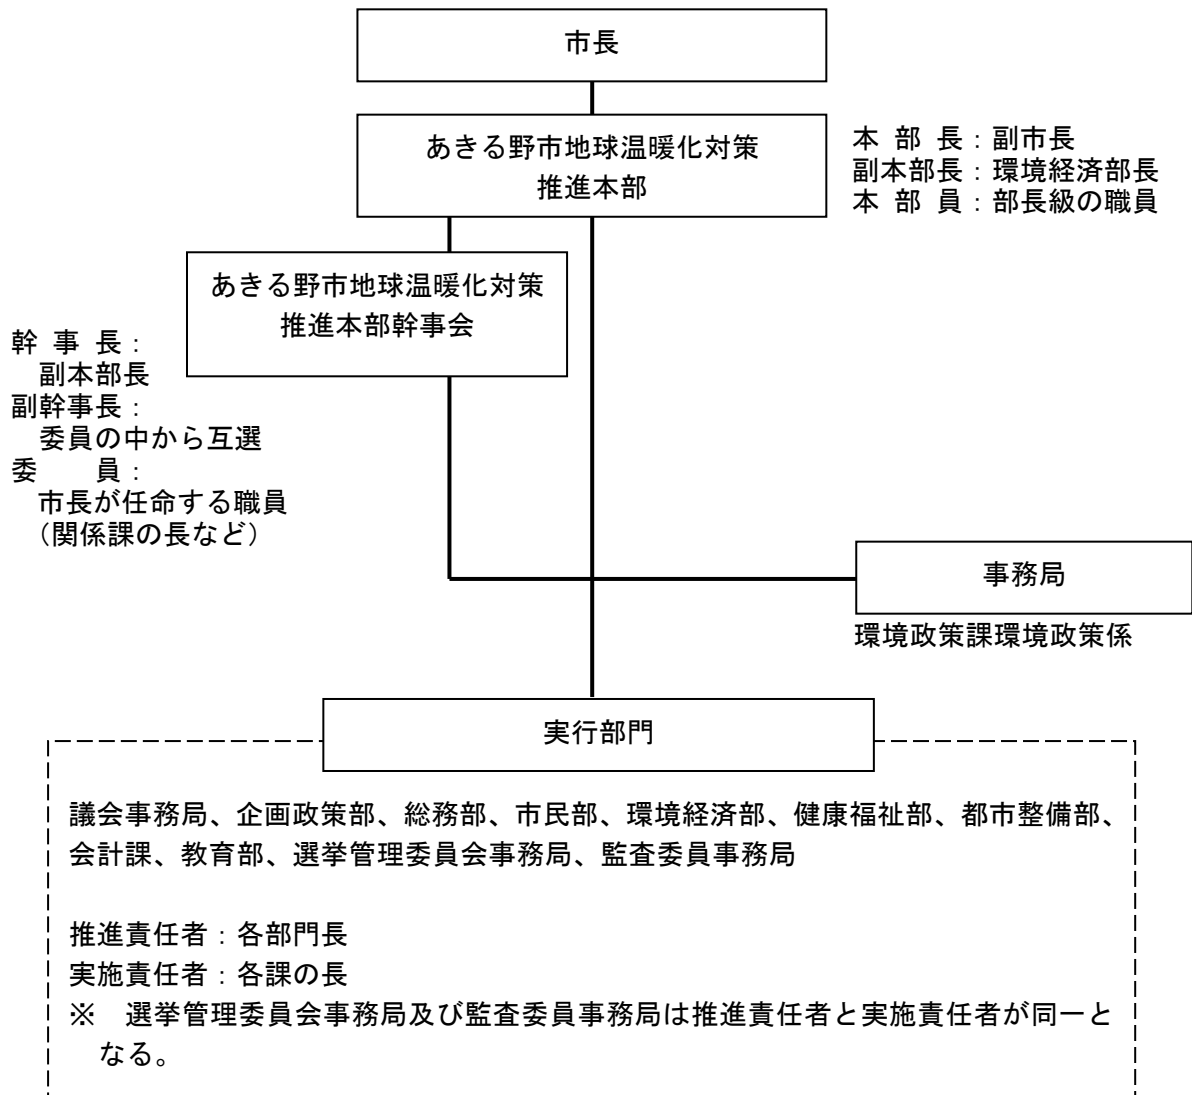 市長
あきる野市地球温暖化対策
推進本部
本 部 長：副市長
副本部長：環境経済部長
本 部 員：部長級の職員
あきる野市地球温暖化対策
推進本部幹事会
幹 事 長：
副本部長
副幹事長：
委員の中から互選
委　　員：
市長が任命する職員
（関係課の長など）
事務局
環境政策課環境政策係
実行部門
議会事務局、企画政策部、総務部、市民部、環境経済部、健康福祉部、都市整備部、
会計課、教育部、選挙管理委員会事務局、監査委員事務局
推進責任者：各部門長
実施責任者：各課の長
※　選挙管理委員会事務局及び監査委員事務局は推進責任者と実施責任者が同一と
なる。